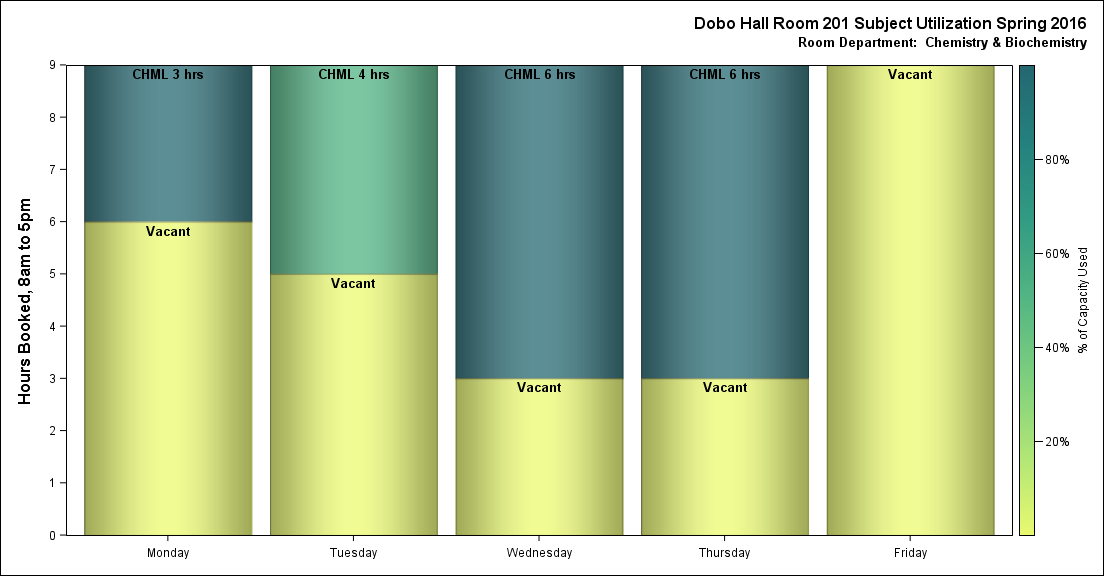 Dobo Hall Room 201 Subject Utilization Spring 2016
Room Department:  Chemistry & Biochemistry
Hours Booked, 8am to 5pm
9
8
7
6
5
4
3
2
1
0
CHML 3 hrs
Vacant
CHML 4 hrs
Vacant
CHML 6 hrs
Vacant
CHML 6 hrs
Vacant
Vacant
Monday
Tuesday
Wednesday
Thursday
Friday
80%
60%
40%
20%
% of Capacity Used